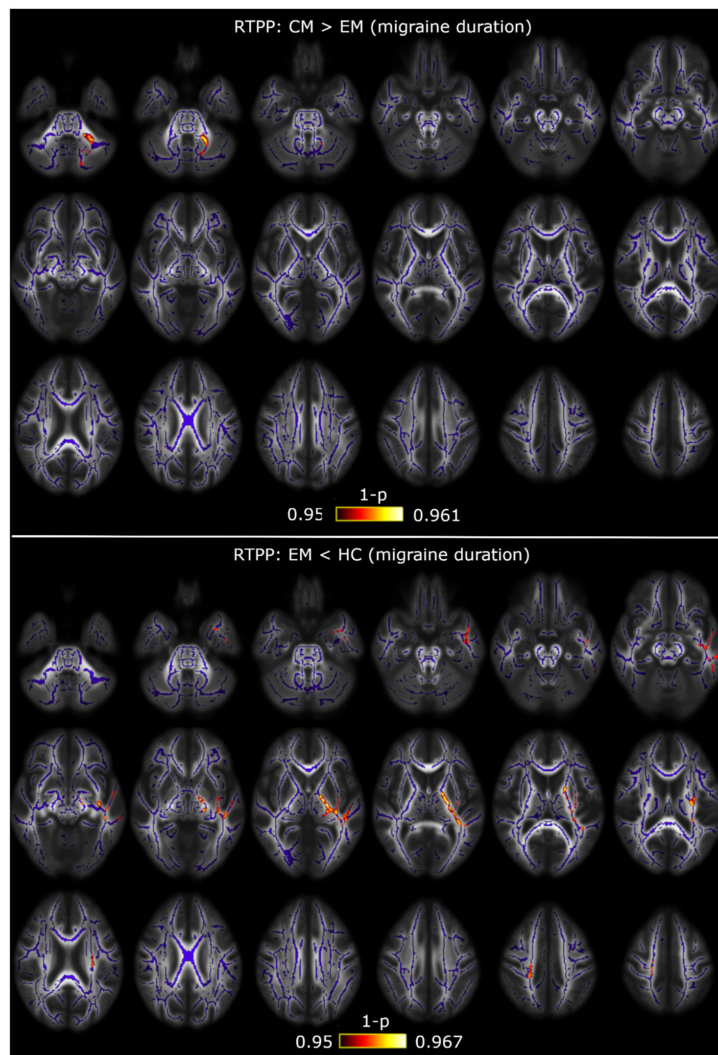 RTPP: CM > EM (migraine duration)
1-p
0.95 0.961
RTPP: EM < HC (migraine duration)
1-p
0.95 0.967